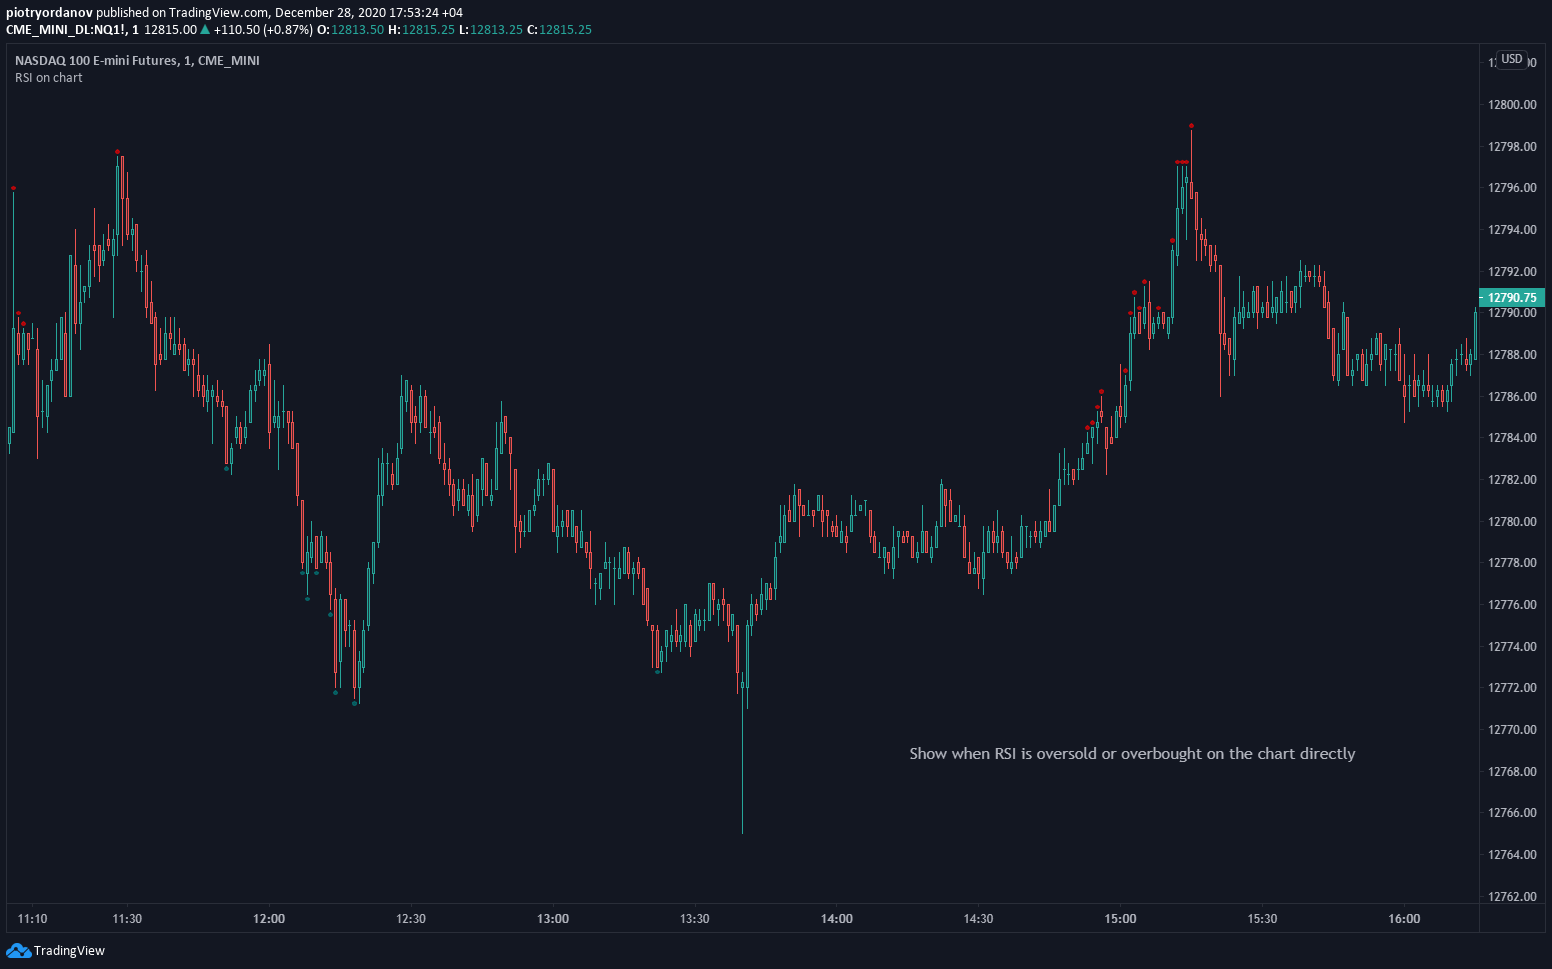 piotryordanov published on TradingView.com, December 28, 2020 17:53:24 +04
CME_MINI_DL:NQ1!, 1 12815.00 ▲ +110.50 (+0.87%) O:12813.50 H:12815.25 L:12813.25 C:12815.25
NASDAQ 100 E-mini Futures, 1, CME_MINI
RSI on chart
USD
12800.00
12798.00
12796.00
12794.00
12792.00
12790.75
12790.00
12788.00
12786.00
12784.00
12782.00
12780.00
12778.00
12776.00
12774.00
12772.00
12770.00
Show when RSI is oversold or overbought on the chart directly
12768.00
12766.00
12764.00
12762.00
11:10 11:30 12:00 12:30 13:00 13:30 14:00 14:30 15:00 15:30 16:00
TradingView